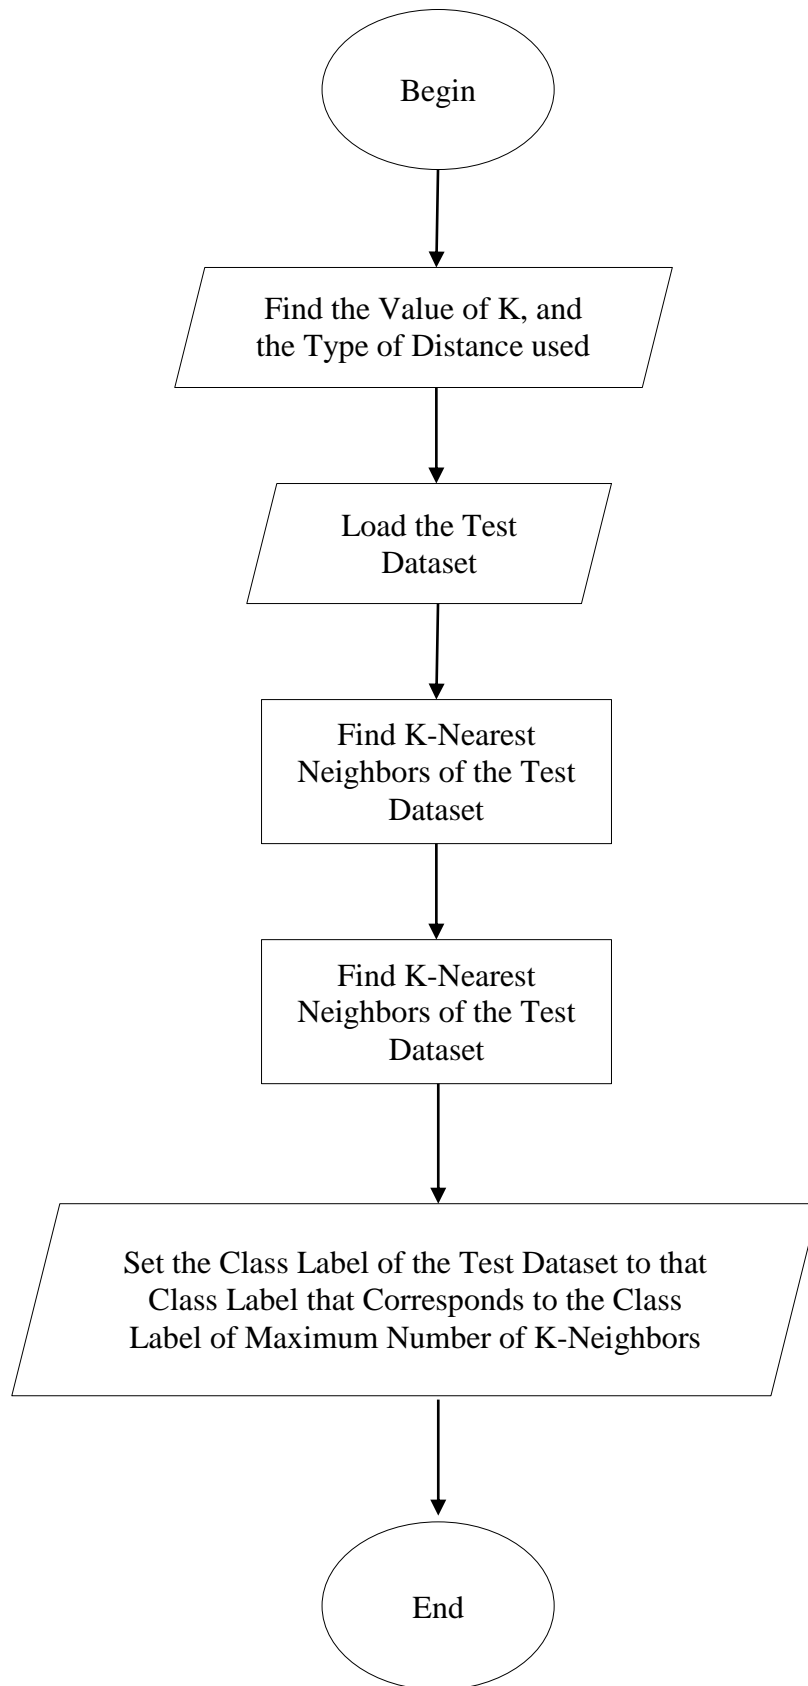 Begin
Find the Value of K, and
the Type of Distance used
Load the Test
Dataset
Find K-Nearest
Neighbors of the Test
Dataset
Find K-Nearest
Neighbors of the Test
Dataset
Set the Class Label of the Test Dataset to that
Class Label that Corresponds to the Class
Label of Maximum Number of K-Neighbors
End